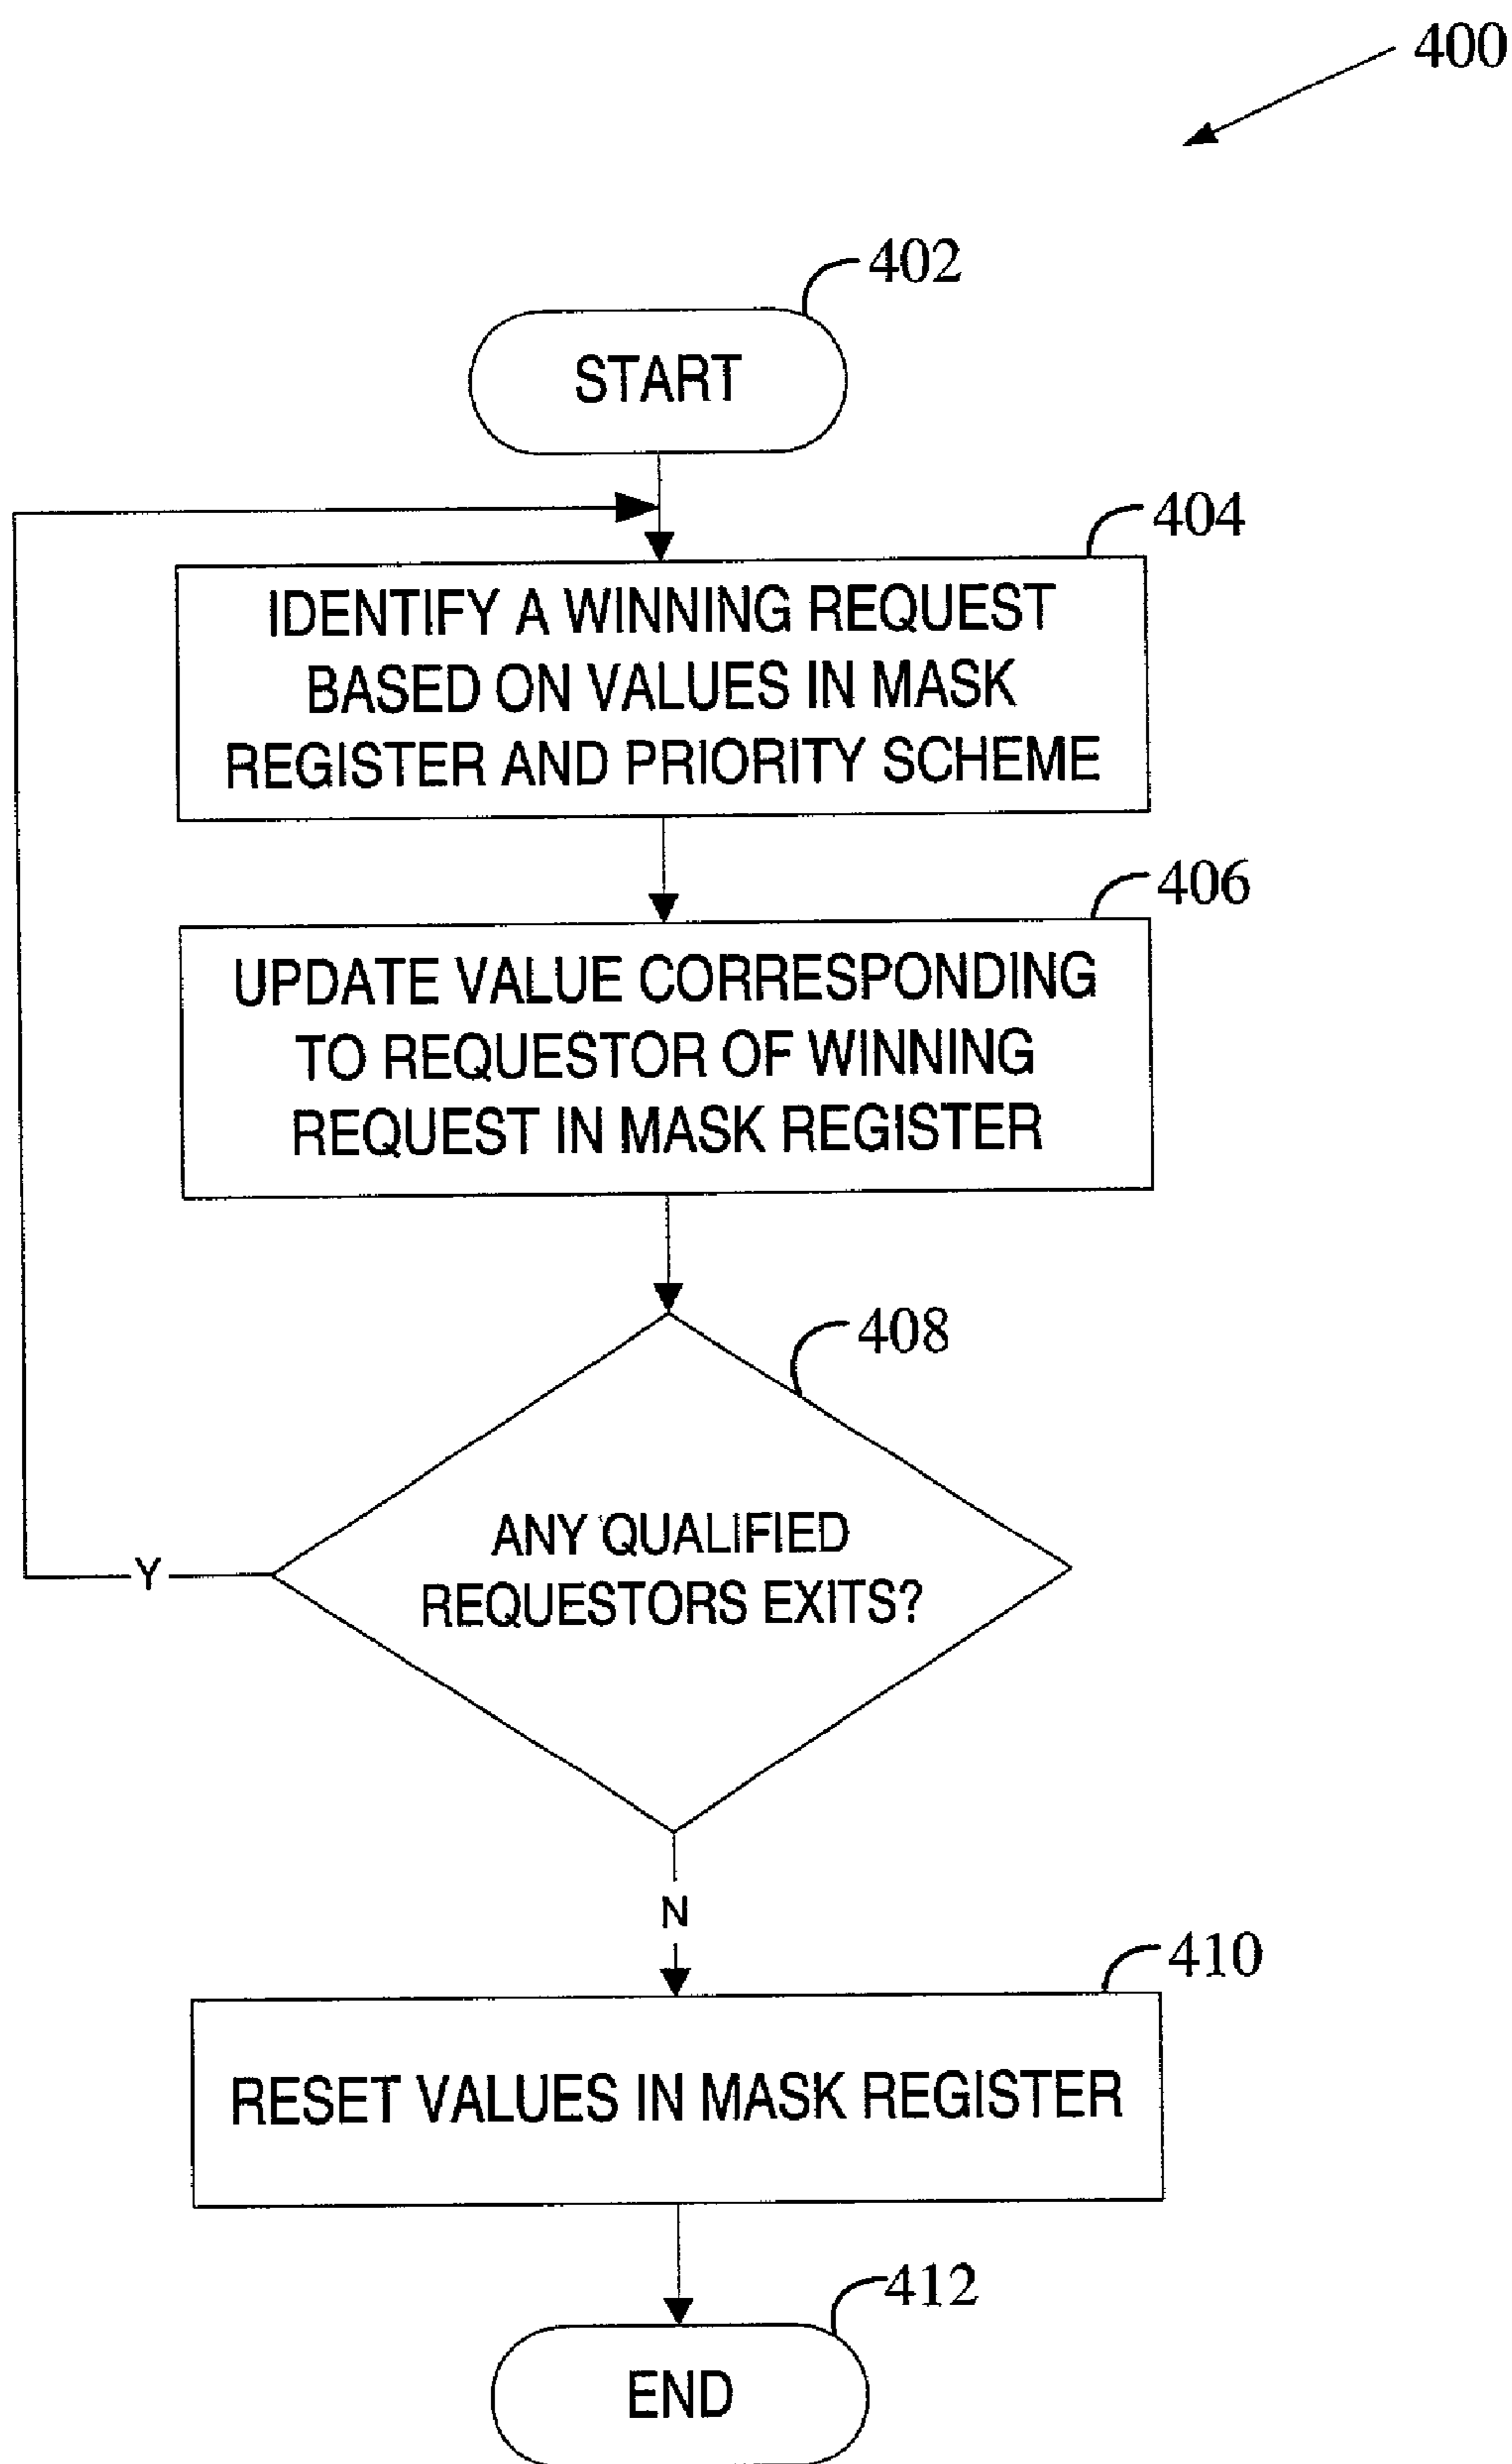 400
402
START
404
IDENTIFY A WINNING REQUEST
BASED ON VALUES IN MASK
REGISTER AND PRIORITY SCHEME
406
UPDATE VALUE CORRESPONDING
TO REQUESTOR OF WINNING
REQUEST IN MASK REGISTER
408
ANY QUALIFIED
REQUESTORS EXITS?
Y
N
410
RESET VALUES IN MASK REGISTER
412
END